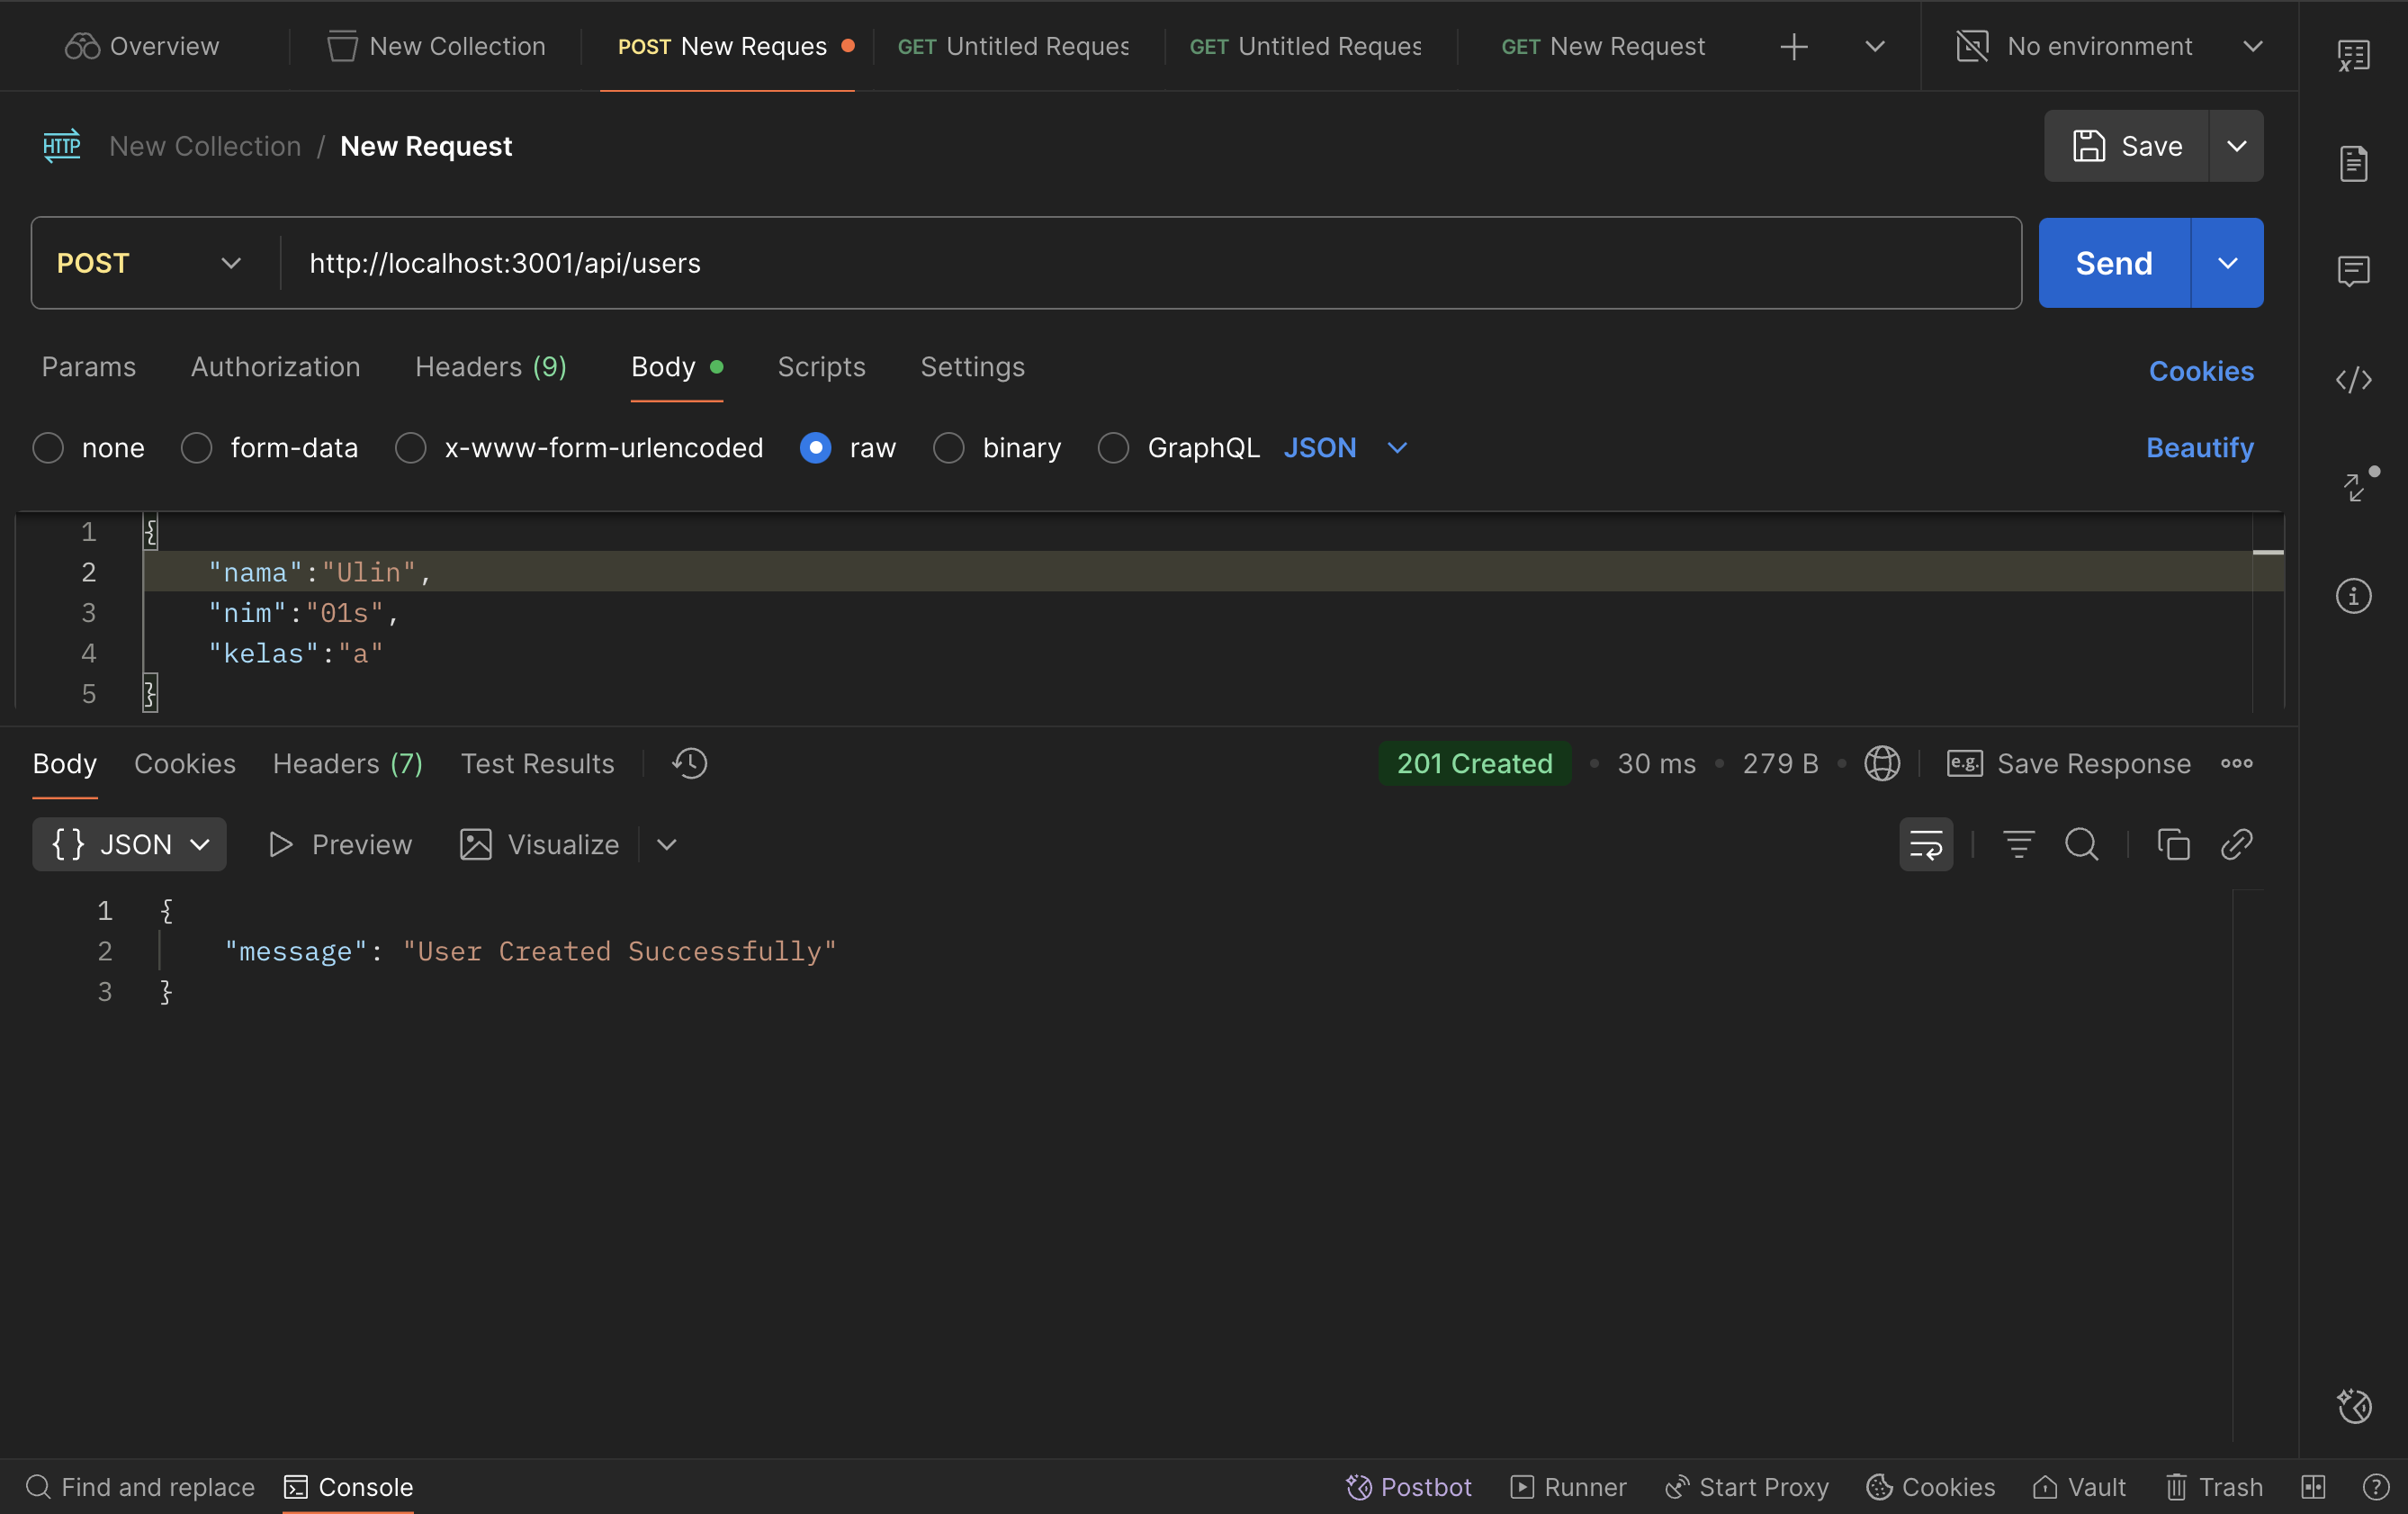 Overview New Collection POST New Reques GET Untitled Reques GET Untitled Reques GET New Request No environment
HTTP New Collection / New Request Save
POST http://localhost:3001/api/users Send
Params Authorization Headers (9) Body Scripts Settings Cookies
none form-data x-www-form-urlencoded raw binary GraphQL JSON Beautify
1 {
2 "nama":"Ulin",
3 "nim":"01s",
4 "kelas":"a"
5 }
Body Cookies Headers (7) Test Results 201 Created • 30 ms • 279 B • e.g. Save Response
{} JSON Preview Visualize
1 {
2 "message": "User Created Successfully"
3 }
Find and replace Console Postbot Runner Start Proxy Cookies Vault Trash